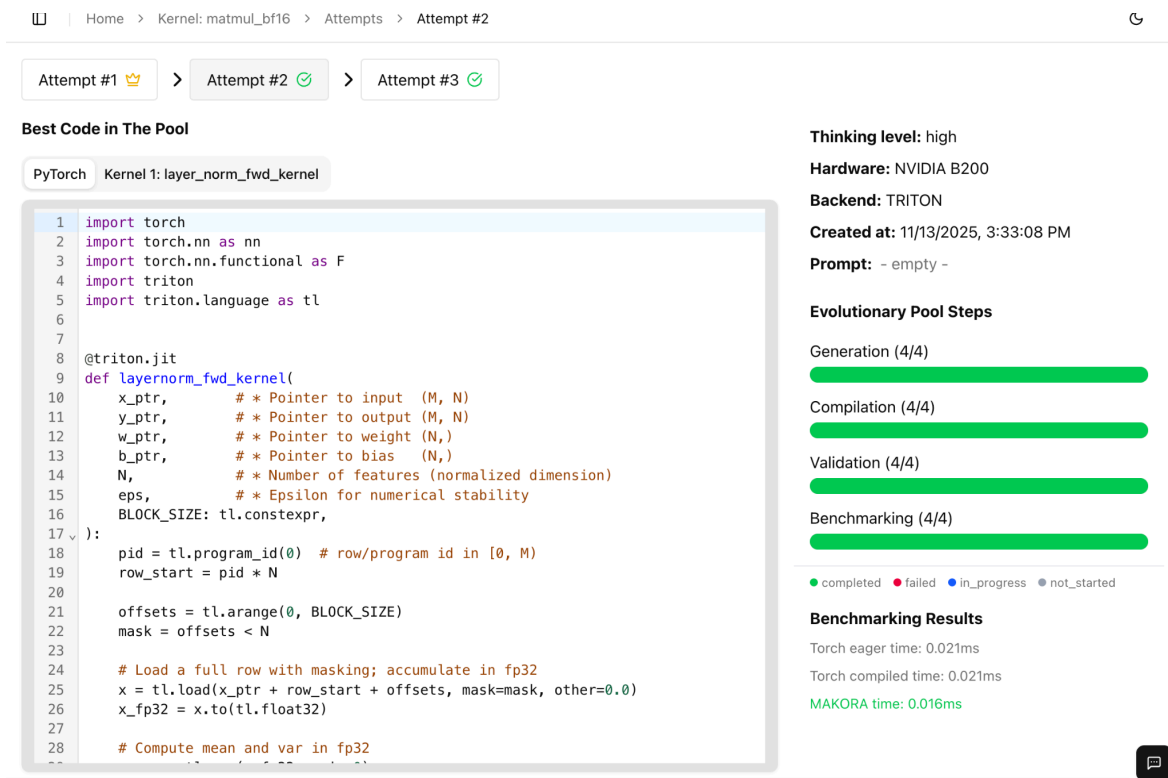 Home > Kernel: matmul_bf16 > Attempts > Attempt #2
Attempt #1 > Attempt #2 > Attempt #3
Best Code in The Pool
PyTorch Kernel 1: layer_norm_fwd_kernel
1 import torch
2 import torch.nn as nn
3 import torch.nn.functional as F
4 import triton
5 import triton.language as tl
6
7
8 @triton.jit
9 def layernorm_fwd_kernel(
10     x_ptr,        # * Pointer to input  (M, N)
11     y_ptr,        # * Pointer to output (M, N)
12     w_ptr,        # * Pointer to weight (N,)
13     b_ptr,        # * Pointer to bias   (N,)
14     N,            # * Number of features (normalized dimension)
15     eps,          # * Epsilon for numerical stability
16     BLOCK_SIZE: tl.constexpr,
17 ):
18     pid = tl.program_id(0)  # row/program id in [0, M)
19     row_start = pid * N
20
21     offsets = tl.arange(0, BLOCK_SIZE)
22     mask = offsets < N
23
24     # Load a full row with masking; accumulate in fp32
25     x = tl.load(x_ptr + row_start + offsets, mask=mask, other=0.0)
26     x_fp32 = x.to(tl.float32)
27
28     # Compute mean and var in fp32
Thinking level: high
Hardware: NVIDIA B200
Backend: TRITON
Created at: 11/13/2025, 3:33:08 PM
Prompt: - empty -
Evolutionary Pool Steps
Generation (4/4)
Compilation (4/4)
Validation (4/4)
Benchmarking (4/4)
completed failed in_progress not_started
Benchmarking Results
Torch eager time: 0.021ms
Torch compiled time: 0.021ms
MAKORA time: 0.016ms